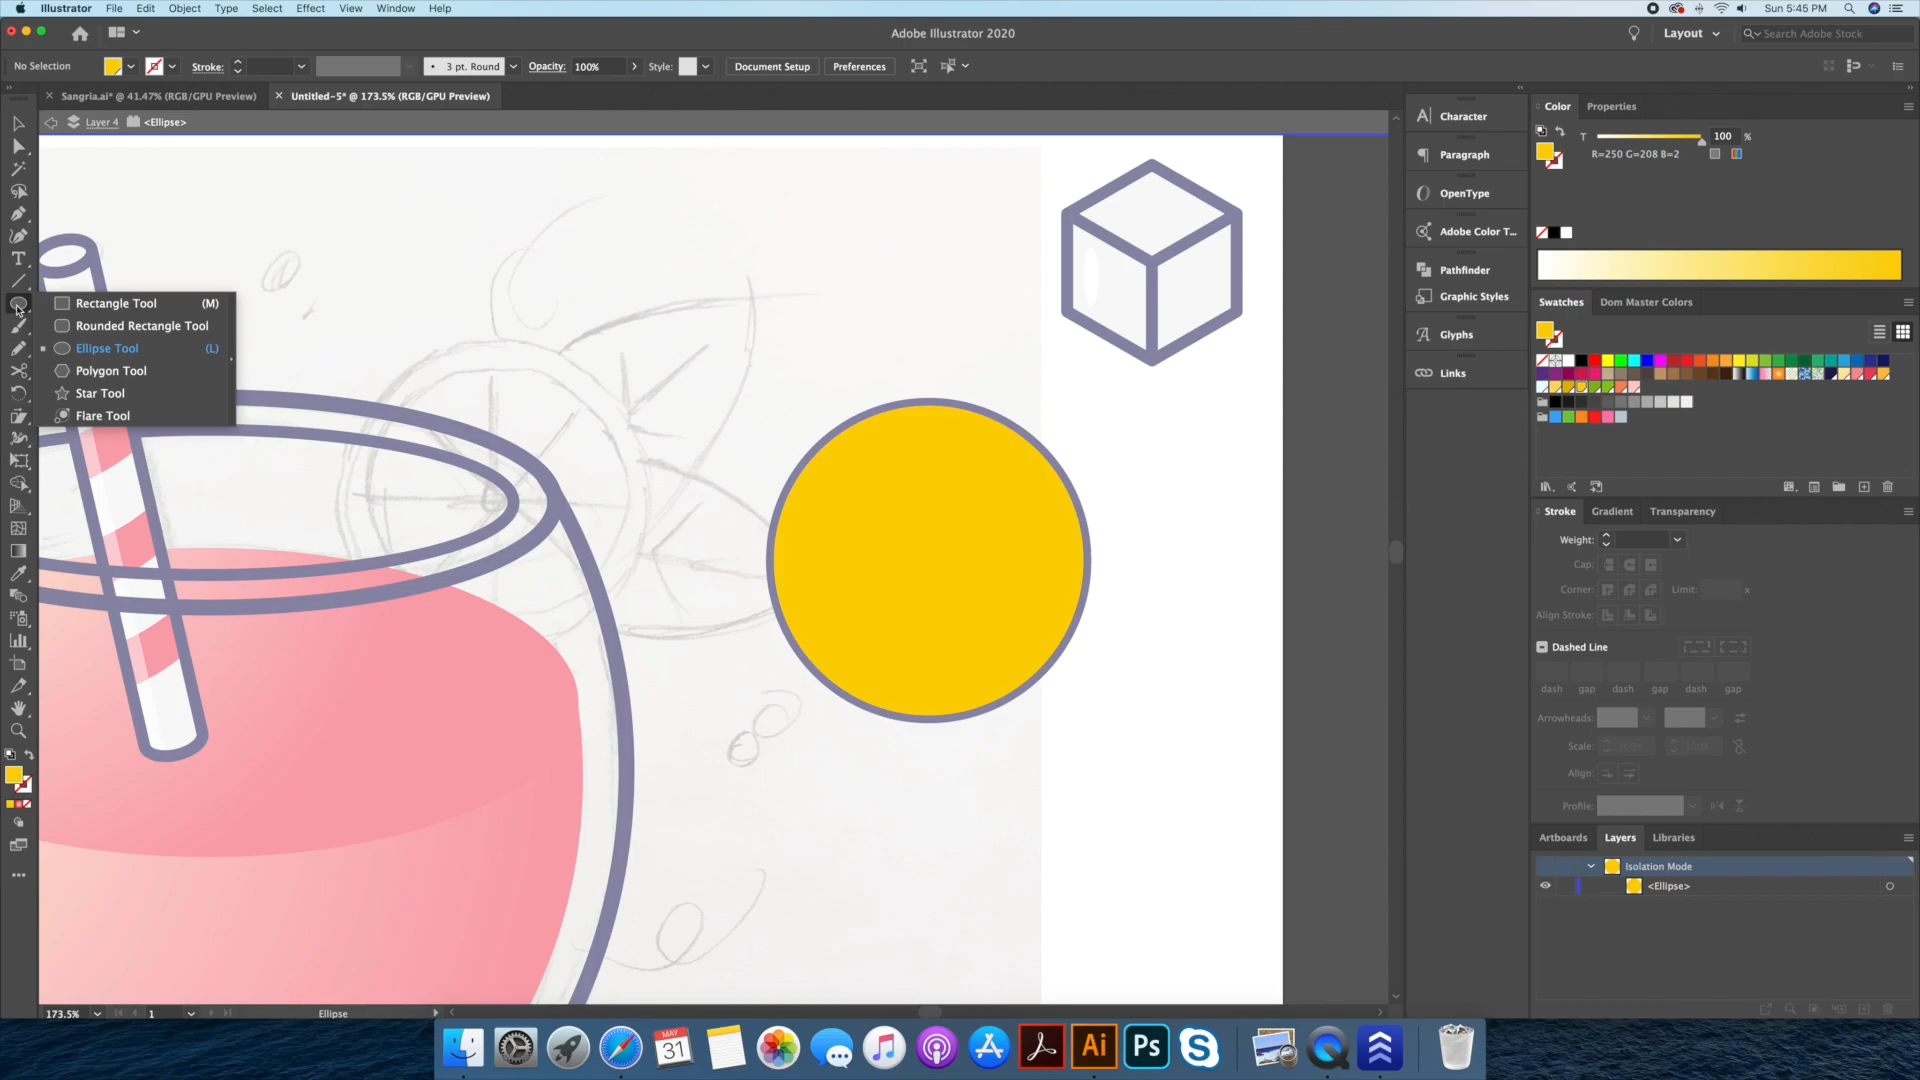 Illustrator File Edit Object Type Select Effect View Window Help Sun 5:45 PM
Adobe Illustrator 2020 Layout Search Adobe Stock
No Selection Stroke: 3 pt. Round Opacity: 100% Style: Document Setup Preferences
Sangria.ai* @ 41.47% (RGB/GPU Preview) Untitled-5* @ 173.5% (RGB/GPU Preview)
Layer 4 <Ellipse>
Rectangle Tool (M)
Rounded Rectangle Tool
Ellipse Tool (L)
Polygon Tool
Star Tool
Flare Tool
Character
Paragraph
OpenType
Adobe Color T...
Pathfinder
Graphic Styles
Glyphs
Links
Color Properties
T 100 %
R=250 G=208 B=2
Swatches Dom Master Colors
Stroke Gradient Transparency
Weight:
Cap:
Corner: Limit: x
Align Stroke:
Dashed Line
dash gap dash gap dash gap
Arrowheads:
Scale: 100% 100%
Align:
Profile:
Artboards Layers Libraries
Isolation Mode
<Ellipse>
173.5% 1 Ellipse
MAY
31
Ai
Ps